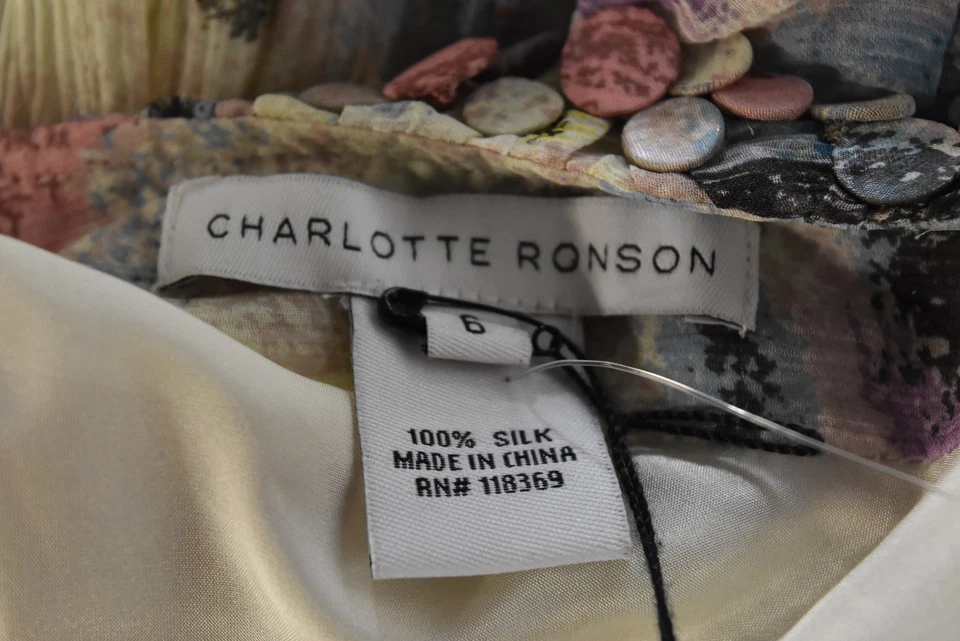 CHARLOTTE RONSON
6
100% SILK
MADE IN CHINA
RN# 118369